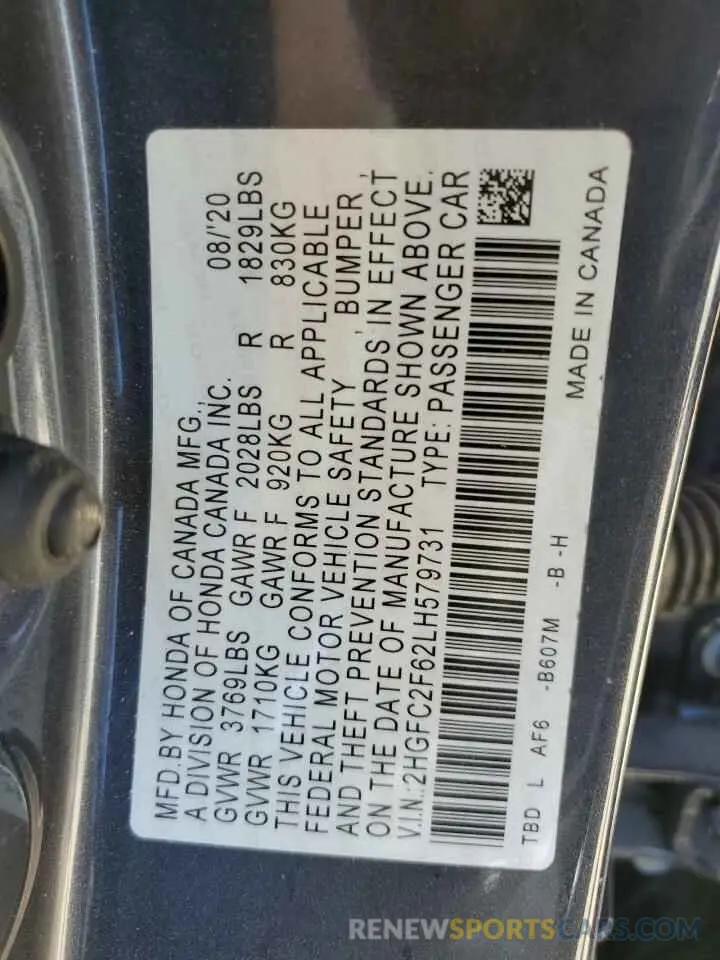 MFD.BY HONDA OF CANADA MFG.,
A DIVISION OF HONDA CANADA INC. 08/'20
GVWR 3769LBS GAWR F 2028LBS R 1829LBS
GVWR 1710KG GAWR F 920KG R 830KG
THIS VEHICLE CONFORMS TO ALL APPLICABLE
FEDERAL MOTOR VEHICLE SAFETY, BUMPER,
AND THEFT PREVENTION STANDARDS IN EFFECT
ON THE DATE OF MANUFACTURE SHOWN ABOVE.
V.I.N.:2HGFC2F62LH579731 TYPE: PASSENGER CAR
TBD L AF6 -B607M -B -H MADE IN CANADA
RENEWSPORTSCARS.COM